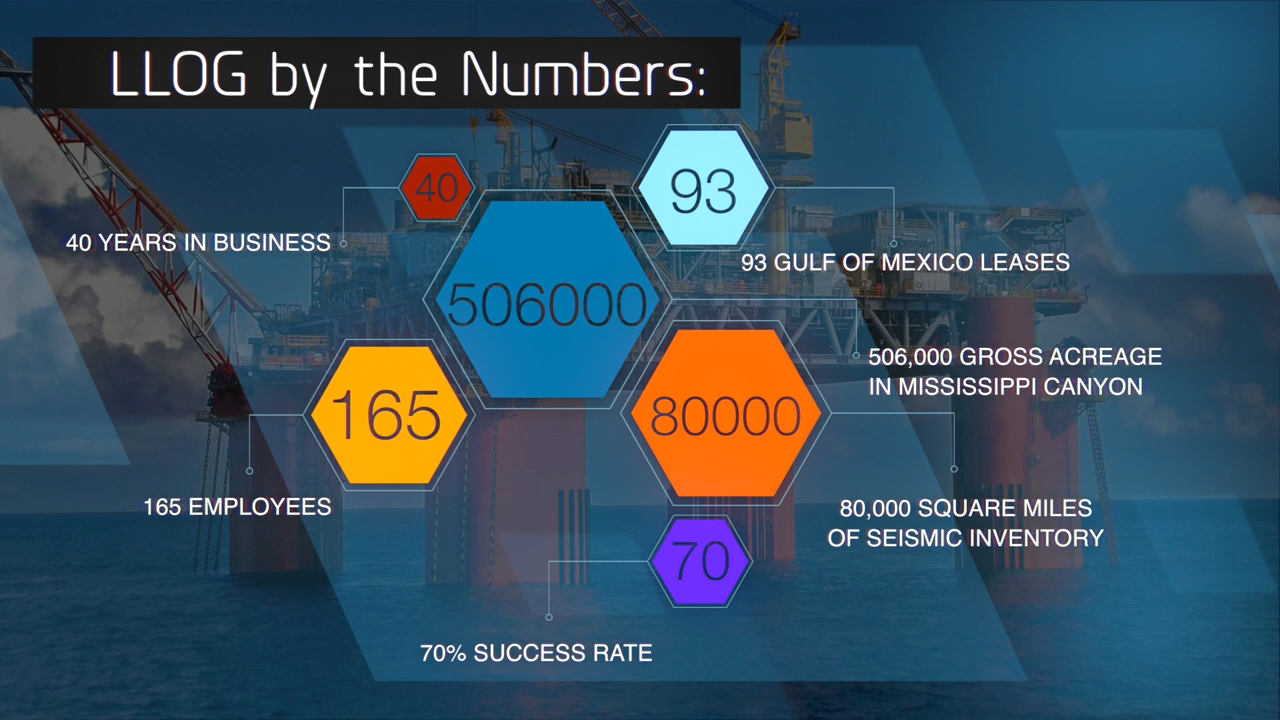 LLOG by the Numbers:
40
93
40 YEARS IN BUSINESS
93 GULF OF MEXICO LEASES
506000
506,000 GROSS ACREAGE
IN MISSISSIPPI CANYON
165
80000
165 EMPLOYEES
80,000 SQUARE MILES
OF SEISMIC INVENTORY
70
70% SUCCESS RATE